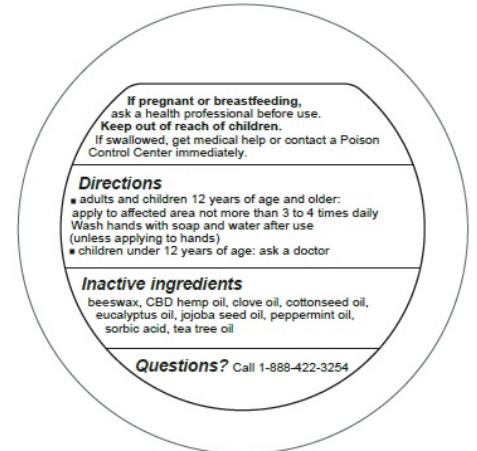 If pregnant or breastfeeding,
ask a health professional before use.
Keep out of reach of children.
If swallowed, get medical help or contact a Poison
Control Center immediately.
Directions
■ adults and children 12 years of age and older:
apply to affected area not more than 3 to 4 times daily
Wash hands with soap and water after use
(unless applying to hands)
■ children under 12 years of age: ask a doctor
Inactive ingredients
beeswax, CBD hemp oil, clove oil, cottonseed oil,
eucalyptus oil, jojoba seed oil, peppermint oil,
sorbic acid, tea tree oil
Questions? Call 1-888-422-3254